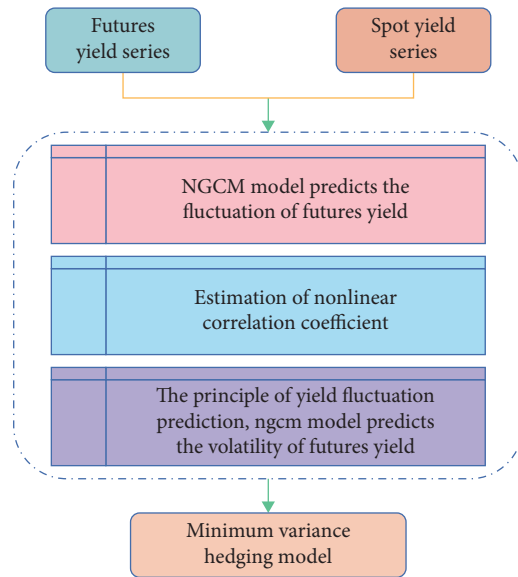 Futures
yield series
Spot yield
series
NGCM model predicts the
fluctuation of futures yield
Estimation of nonlinear
correlation coefficient
The principle of yield fluctuation
prediction, ngcm model predicts
the volatility of futures yield
Minimum variance
hedging model